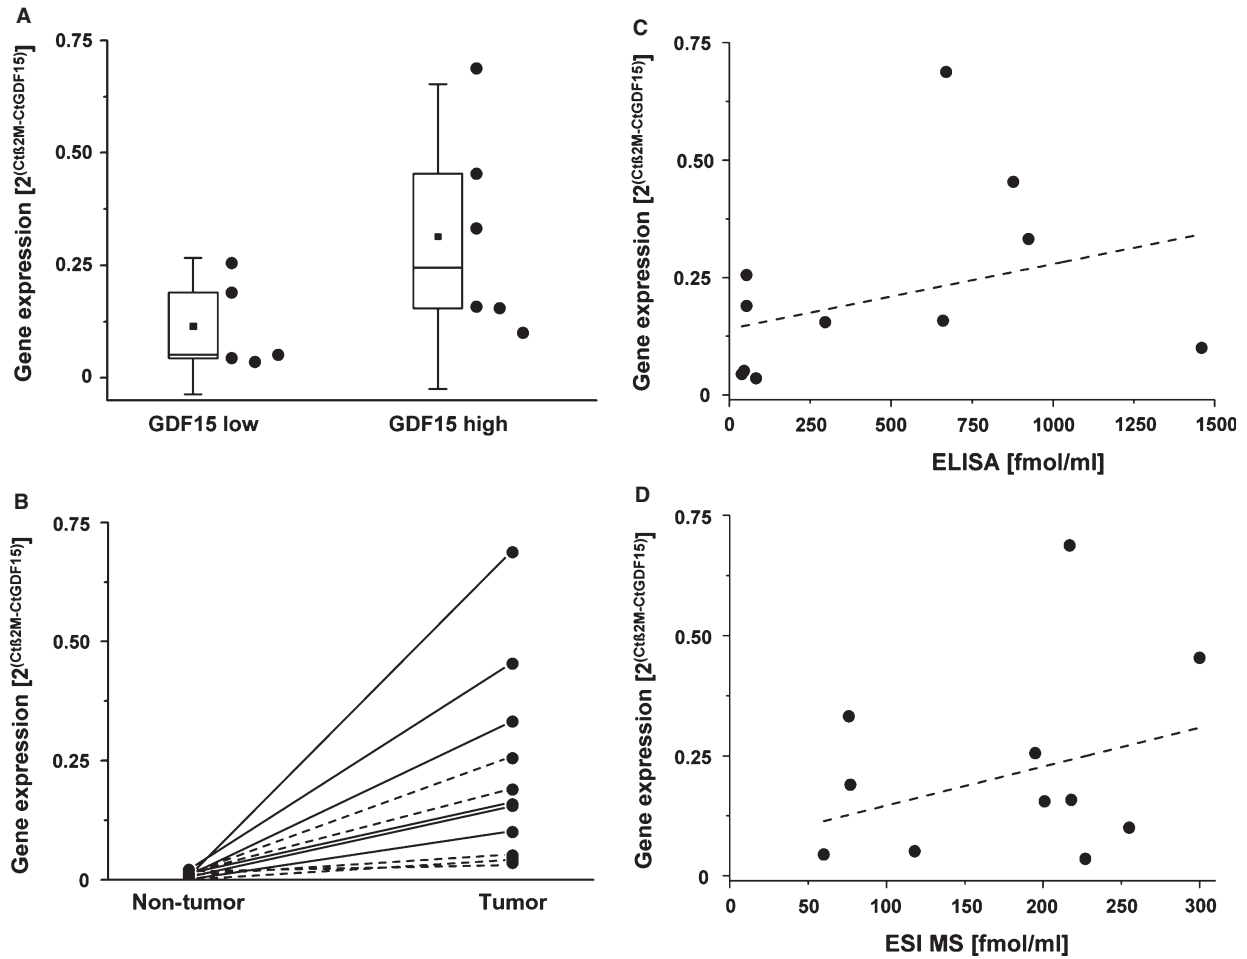 A
Gene expression [2(Ctß2M-CtGDF15)]
0.75
0.50
0.25
0
GDF15 low
GDF15 high
B
Gene expression [2(Ctß2M-CtGDF15)]
0.75
0.50
0.25
0
Non-tumor
Tumor
C
Gene expression [2(Ctß2M-CtGDF15)]
0.75
0.50
0.25
0
0 250 500 750 1000 1250 1500
ELISA [fmol/ml]
D
Gene expression [2(Ctß2M-CtGDF15)]
0.75
0.50
0.25
0
0 50 100 150 200 250 300
ESI MS [fmol/ml]